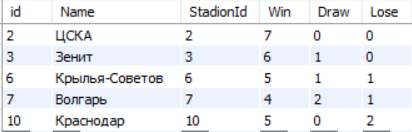 id Name StadionId Win Draw Lose
2 ЦСКА 2 7 0 0
3 Зенит 3 6 1 0
6 Крылья-Советов 6 5 1 1
7 Волгарь 7 4 2 1
10 Краснодар 10 5 0 2